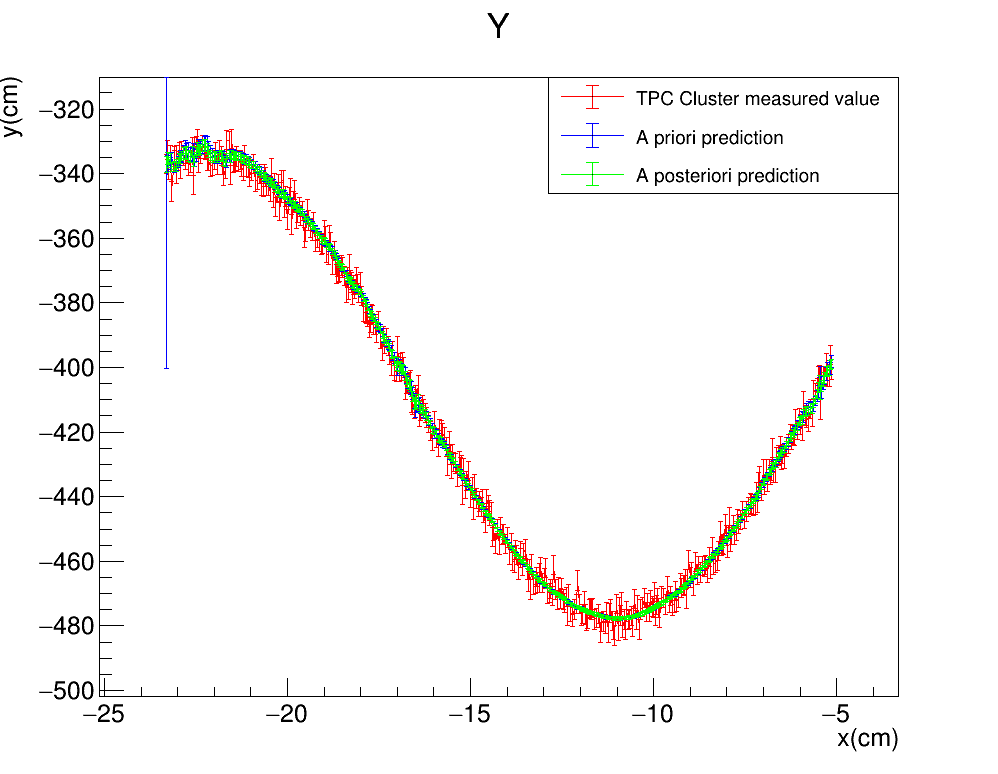 Y
y(cm)
TPC Cluster measured value
A priori prediction
A posteriori prediction
−320
−340
−360
−380
−400
−420
−440
−460
−480
−500
−25 −20 −15 −10 −5
x(cm)